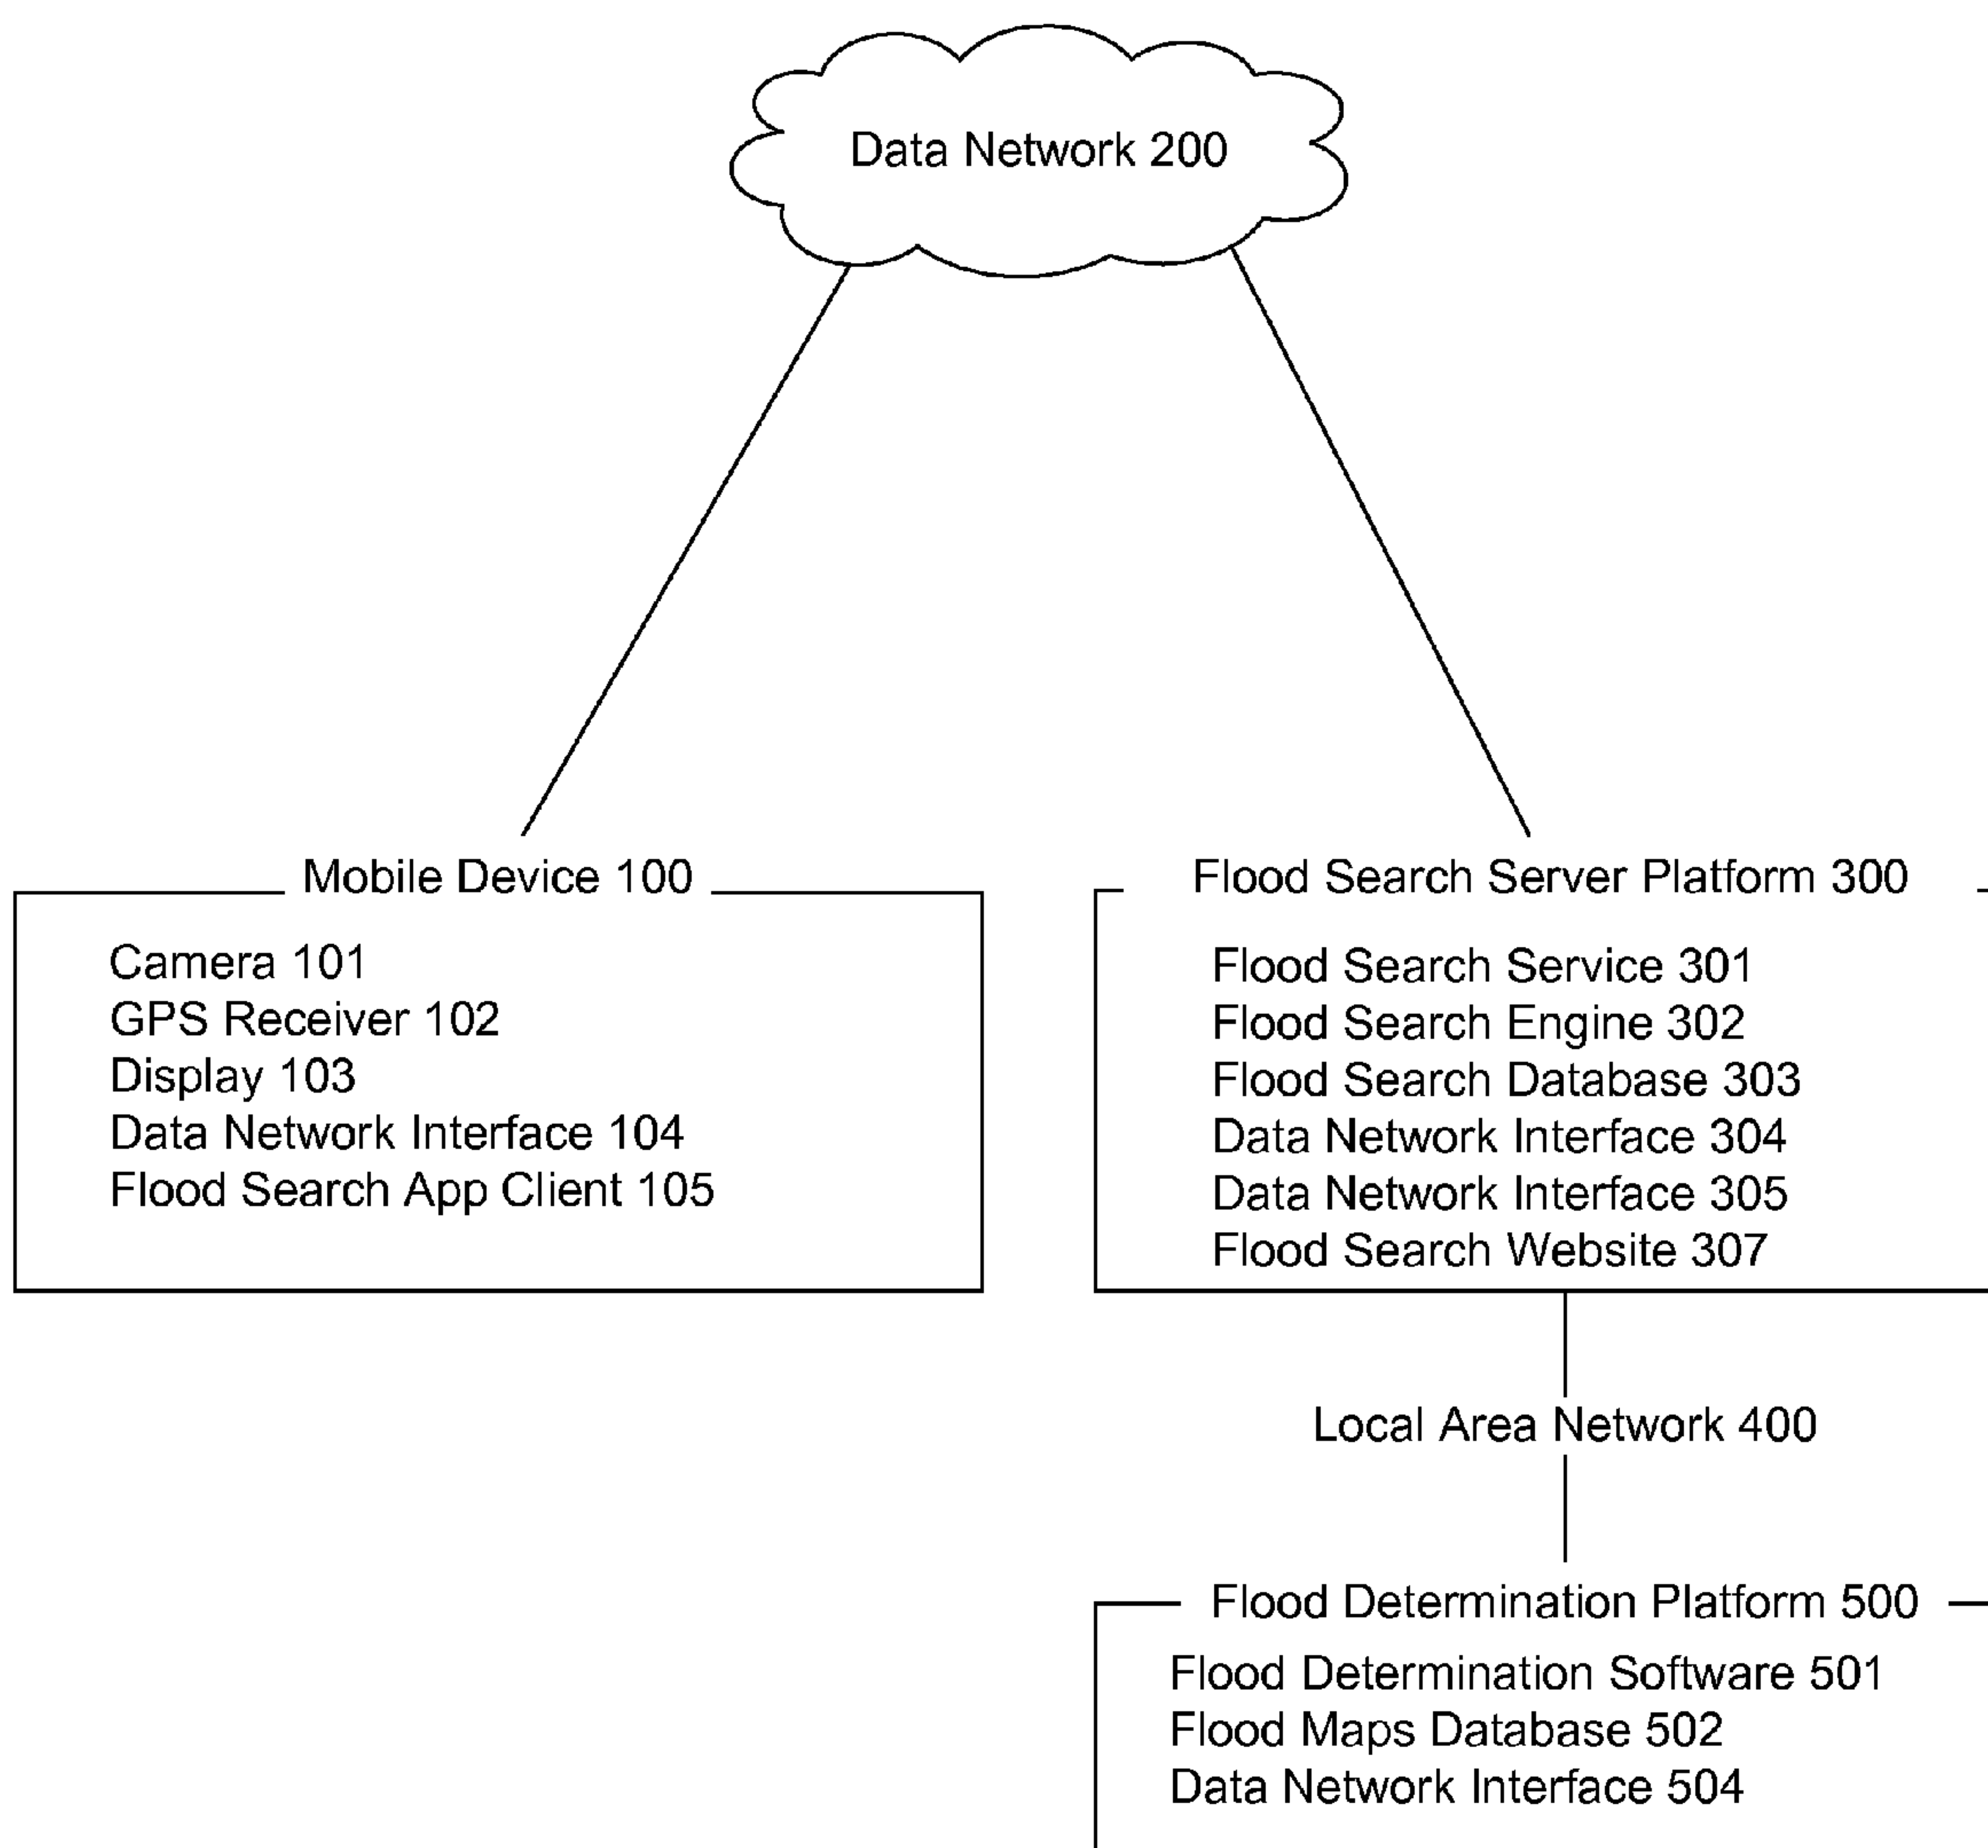 Data Network 200
Mobile Device 100
Camera 101
GPS Receiver 102
Display 103
Data Network Interface 104
Flood Search App Client 105
Flood Search Server Platform 300
Flood Search Service 301
Flood Search Engine 302
Flood Search Database 303
Data Network Interface 304
Data Network Interface 305
Flood Search Website 307
Local Area Network 400
Flood Determination Platform 500
Flood Determination Software 501
Flood Maps Database 502
Data Network Interface 504